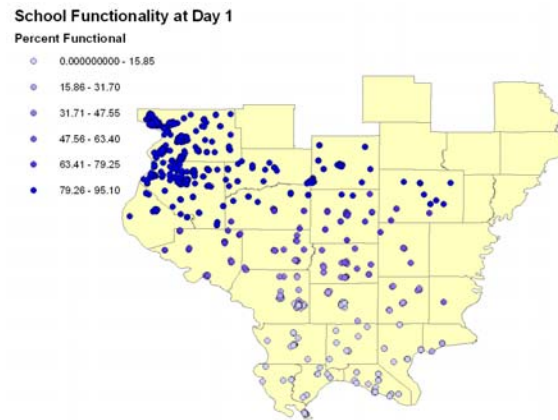 School Functionality at Day 1
Percent Functional
0.000000000 - 15.85
15.86 - 31.70
31.71 - 47.55
47.56 - 63.40
63.41 - 79.25
79.26 - 95.10